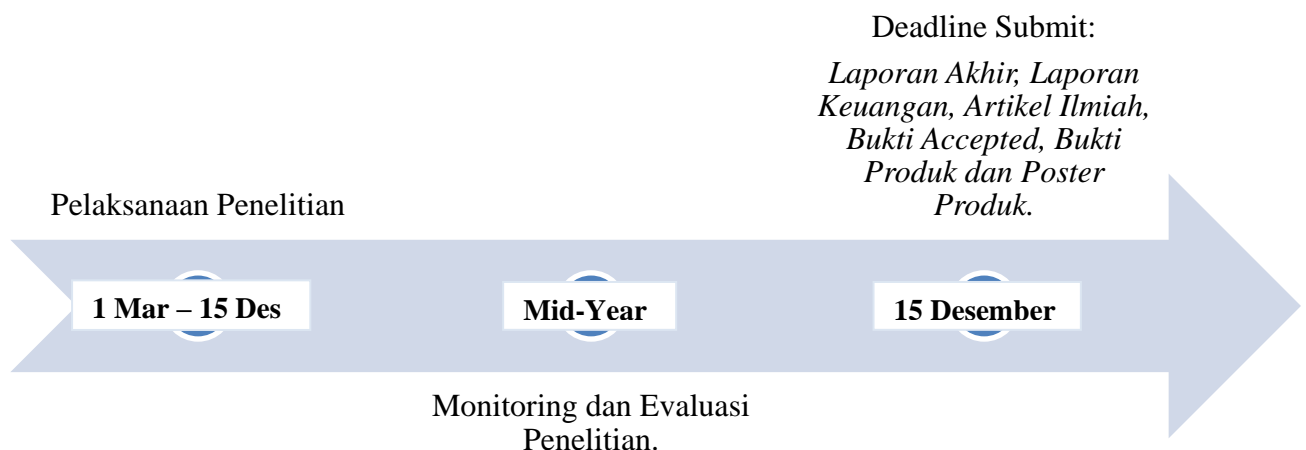 Deadline Submit:
Laporan Akhir, Laporan
Keuangan, Artikel Ilmiah,
Bukti Accepted, Bukti
Produk dan Poster
Produk.
Pelaksanaan Penelitian
1 Mar – 15 Des
Mid-Year
15 Desember
Monitoring dan Evaluasi
Penelitian.